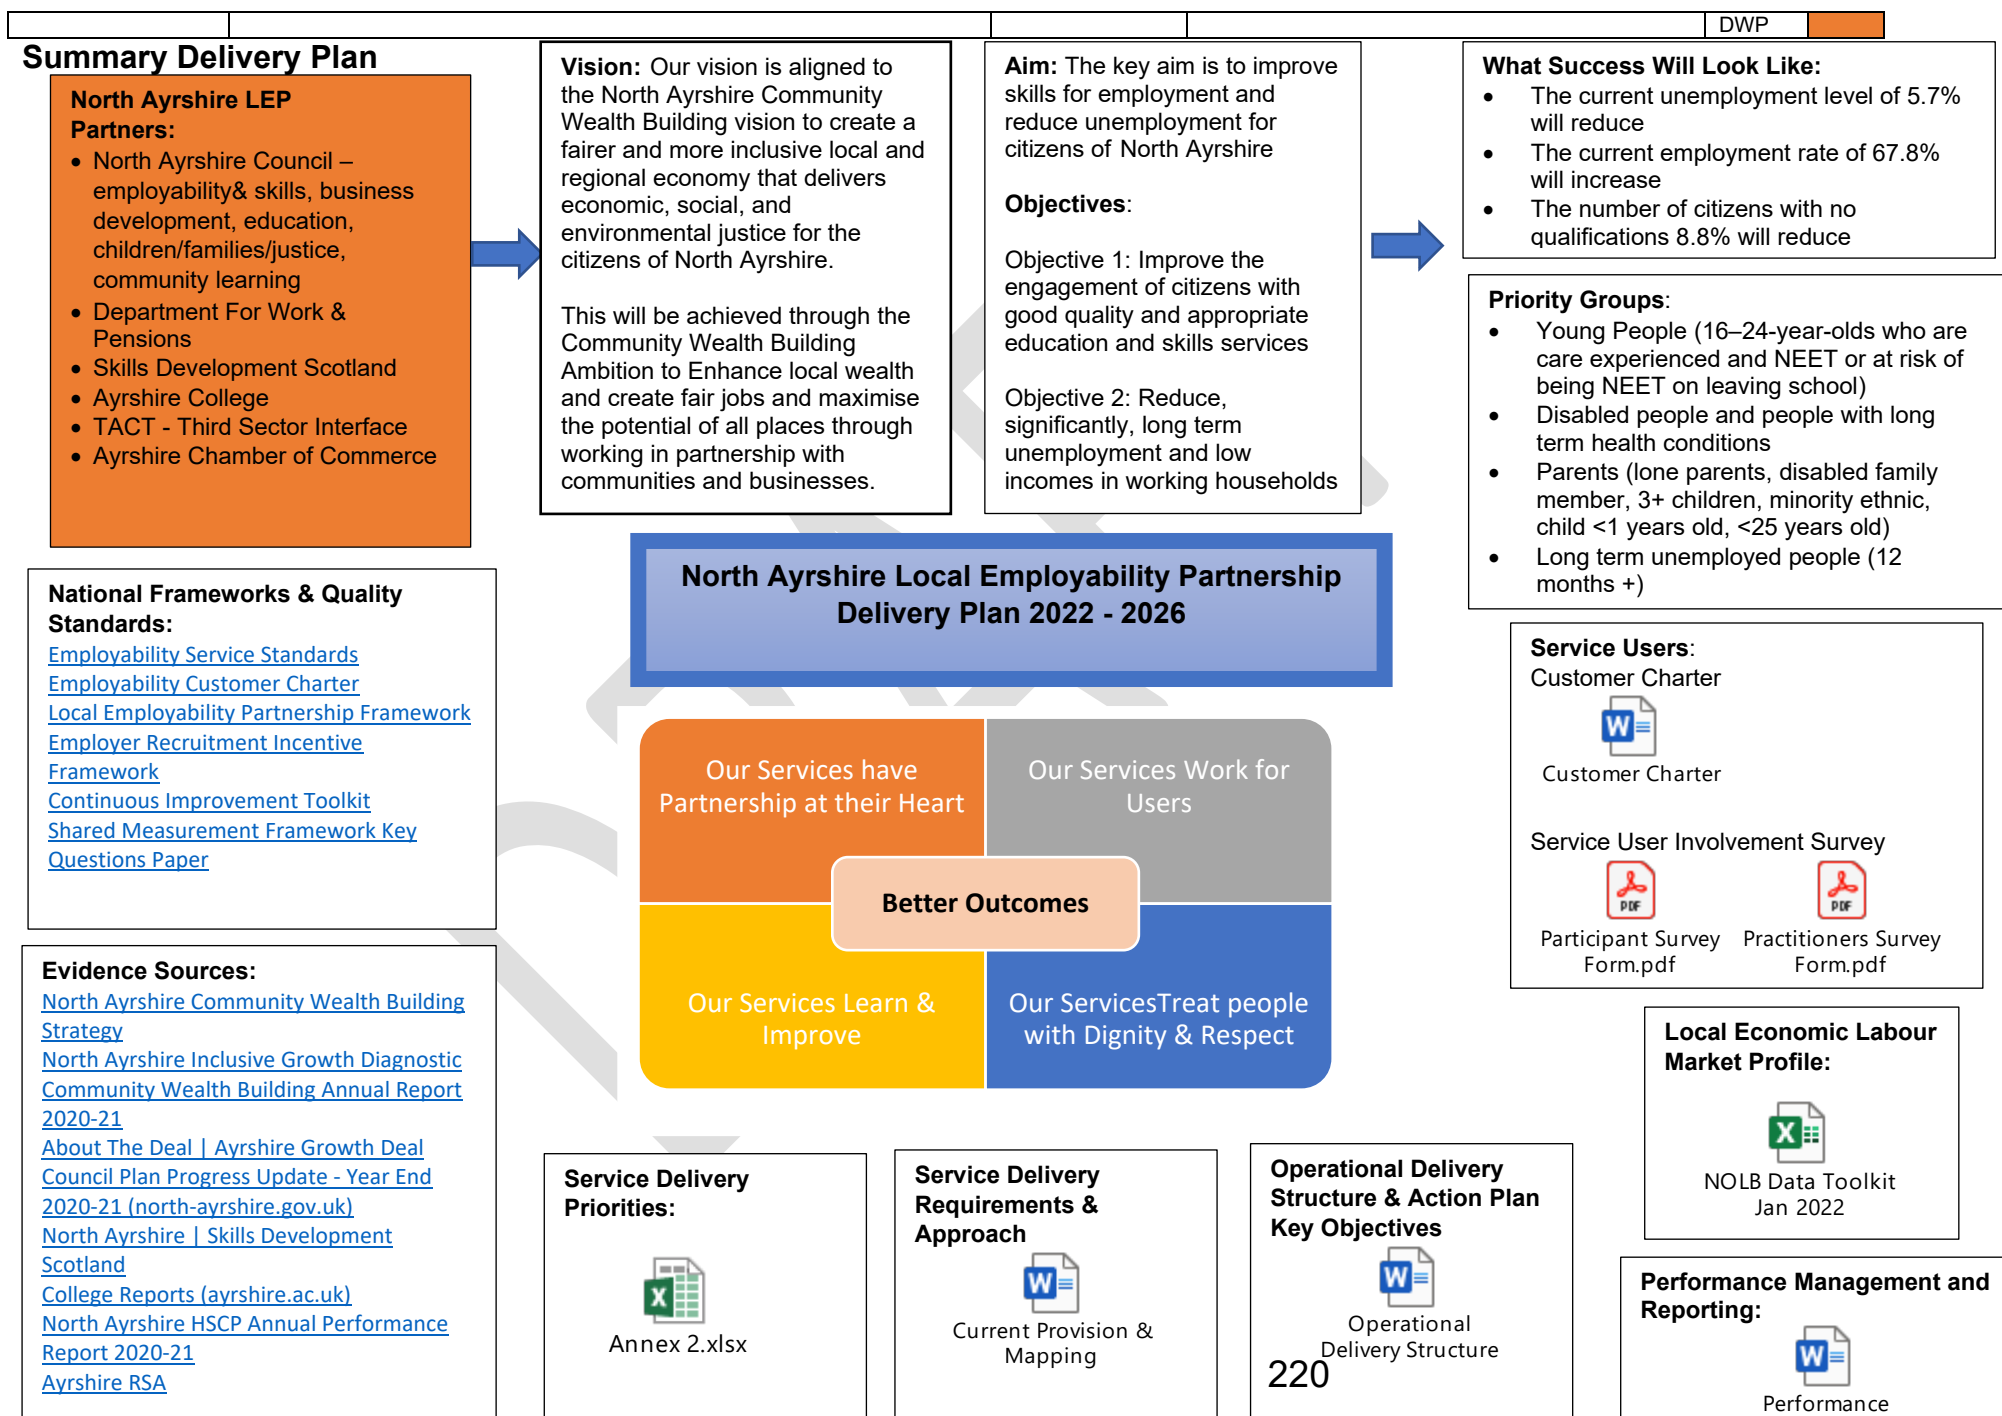 DWP
Summary Delivery Plan
North Ayrshire LEP
Partners:
• North Ayrshire Council –
employability& skills, business
development, education,
children/families/justice,
community learning
• Department For Work &
Pensions
• Skills Development Scotland
• Ayrshire College
• TACT - Third Sector Interface
• Ayrshire Chamber of Commerce
Vision: Our vision is aligned to
the North Ayrshire Community
Wealth Building vision to create a
fairer and more inclusive local and
regional economy that delivers
economic, social, and
environmental justice for the
citizens of North Ayrshire.
This will be achieved through the
Community Wealth Building
Ambition to Enhance local wealth
and create fair jobs and maximise
the potential of all places through
working in partnership with
communities and businesses.
Aim: The key aim is to improve
skills for employment and
reduce unemployment for
citizens of North Ayrshire
Objectives:
Objective 1: Improve the
engagement of citizens with
good quality and appropriate
education and skills services
Objective 2: Reduce,
significantly, long term
unemployment and low
incomes in working households
What Success Will Look Like:
• The current unemployment level of 5.7%
will reduce
• The current employment rate of 67.8%
will increase
• The number of citizens with no
qualifications 8.8% will reduce
Priority Groups:
• Young People (16–24-year-olds who are
care experienced and NEET or at risk of
being NEET on leaving school)
• Disabled people and people with long
term health conditions
• Parents (lone parents, disabled family
member, 3+ children, minority ethnic,
child <1 years old, <25 years old)
• Long term unemployed people (12
months +)
North Ayrshire Local Employability Partnership
Delivery Plan 2022 - 2026
National Frameworks & Quality
Standards:
Employability Service Standards
Employability Customer Charter
Local Employability Partnership Framework
Employer Recruitment Incentive
Framework
Continuous Improvement Toolkit
Shared Measurement Framework Key
Questions Paper
Our Services have
Partnership at their Heart
Our Services Work for
Users
Better Outcomes
Our Services Learn &
Improve
Our ServicesTreat people
with Dignity & Respect
Service Users:
Customer Charter
W
Customer Charter
Service User Involvement Survey
PDF
PDF
Participant Survey
Form.pdf
Practitioners Survey
Form.pdf
Evidence Sources:
North Ayrshire Community Wealth Building
Strategy
North Ayrshire Inclusive Growth Diagnostic
Community Wealth Building Annual Report
2020-21
About The Deal | Ayrshire Growth Deal
Council Plan Progress Update - Year End
2020-21 (north-ayrshire.gov.uk)
North Ayrshire | Skills Development
Scotland
College Reports (ayrshire.ac.uk)
North Ayrshire HSCP Annual Performance
Report 2020-21
Ayrshire RSA
Service Delivery
Priorities:
X
Annex 2.xlsx
Service Delivery
Requirements &
Approach
W
Current Provision &
Mapping
Operational Delivery
Structure & Action Plan
Key Objectives
W
Operational
Delivery Structure
220
Local Economic Labour
Market Profile:
X
NOLB Data Toolkit
Jan 2022
Performance Management and
Reporting:
W
Performance